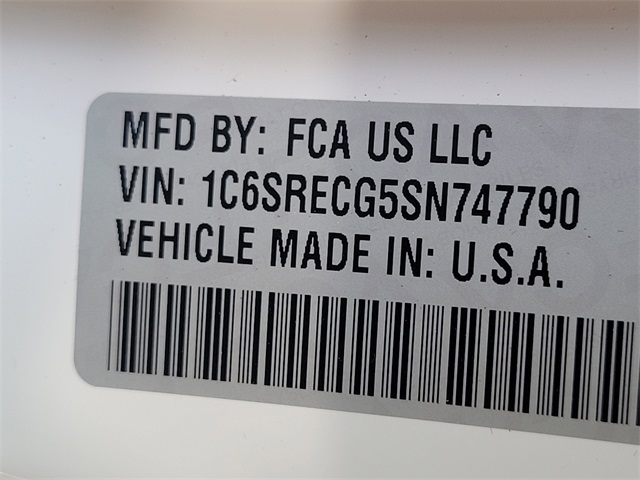 MFD BY: FCA US LLC
VIN: 1C6SRECG5SN747790
VEHICLE MADE IN: U.S.A.